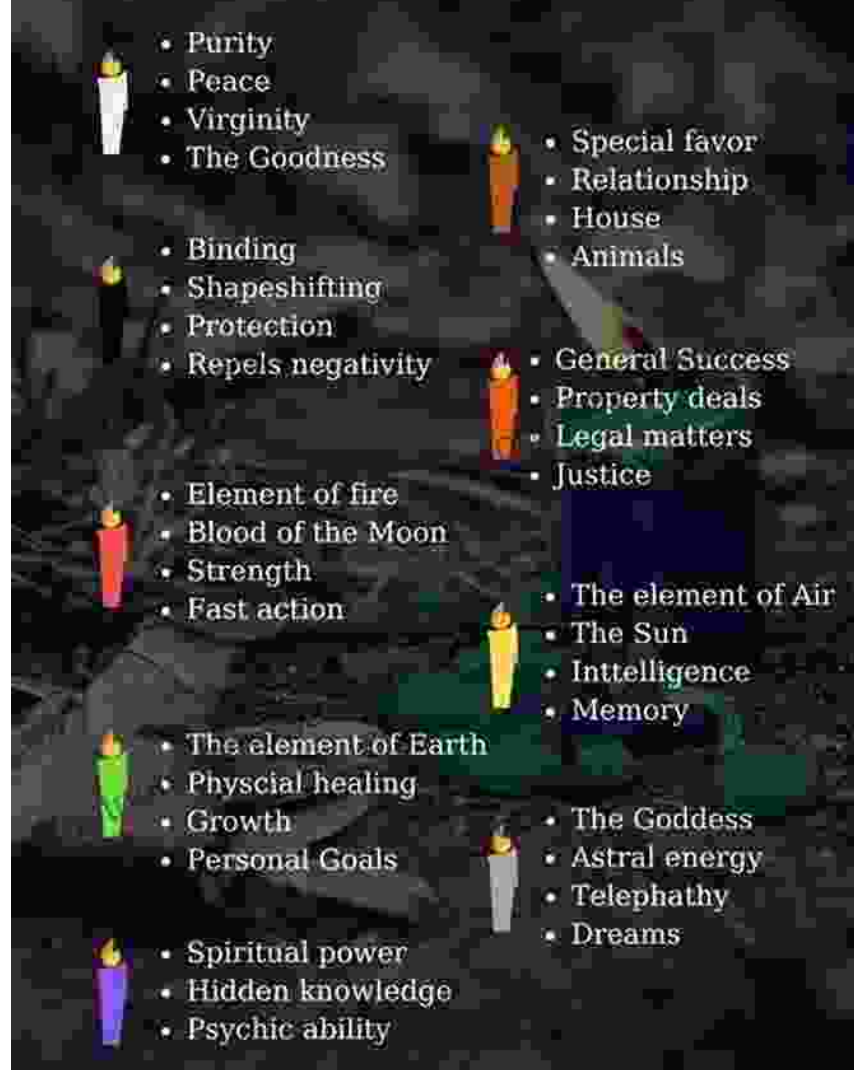 Purity
Peace
Virginity
The Goodness
Binding
Shapeshifting
Protection
Repels negativity
Element of fire
Blood of the Moon
Strength
Fast action
The element of Earth
Physcial healing
Growth
Personal Goals
Spiritual power
Hidden knowledge
Psychic ability
Special favor
Relationship
House
Animals
General Success
Property deals
Legal matters
Justice
The element of Air
The Sun
Inttelligence
Memory
The Goddess
Astral energy
Telephathy
Dreams